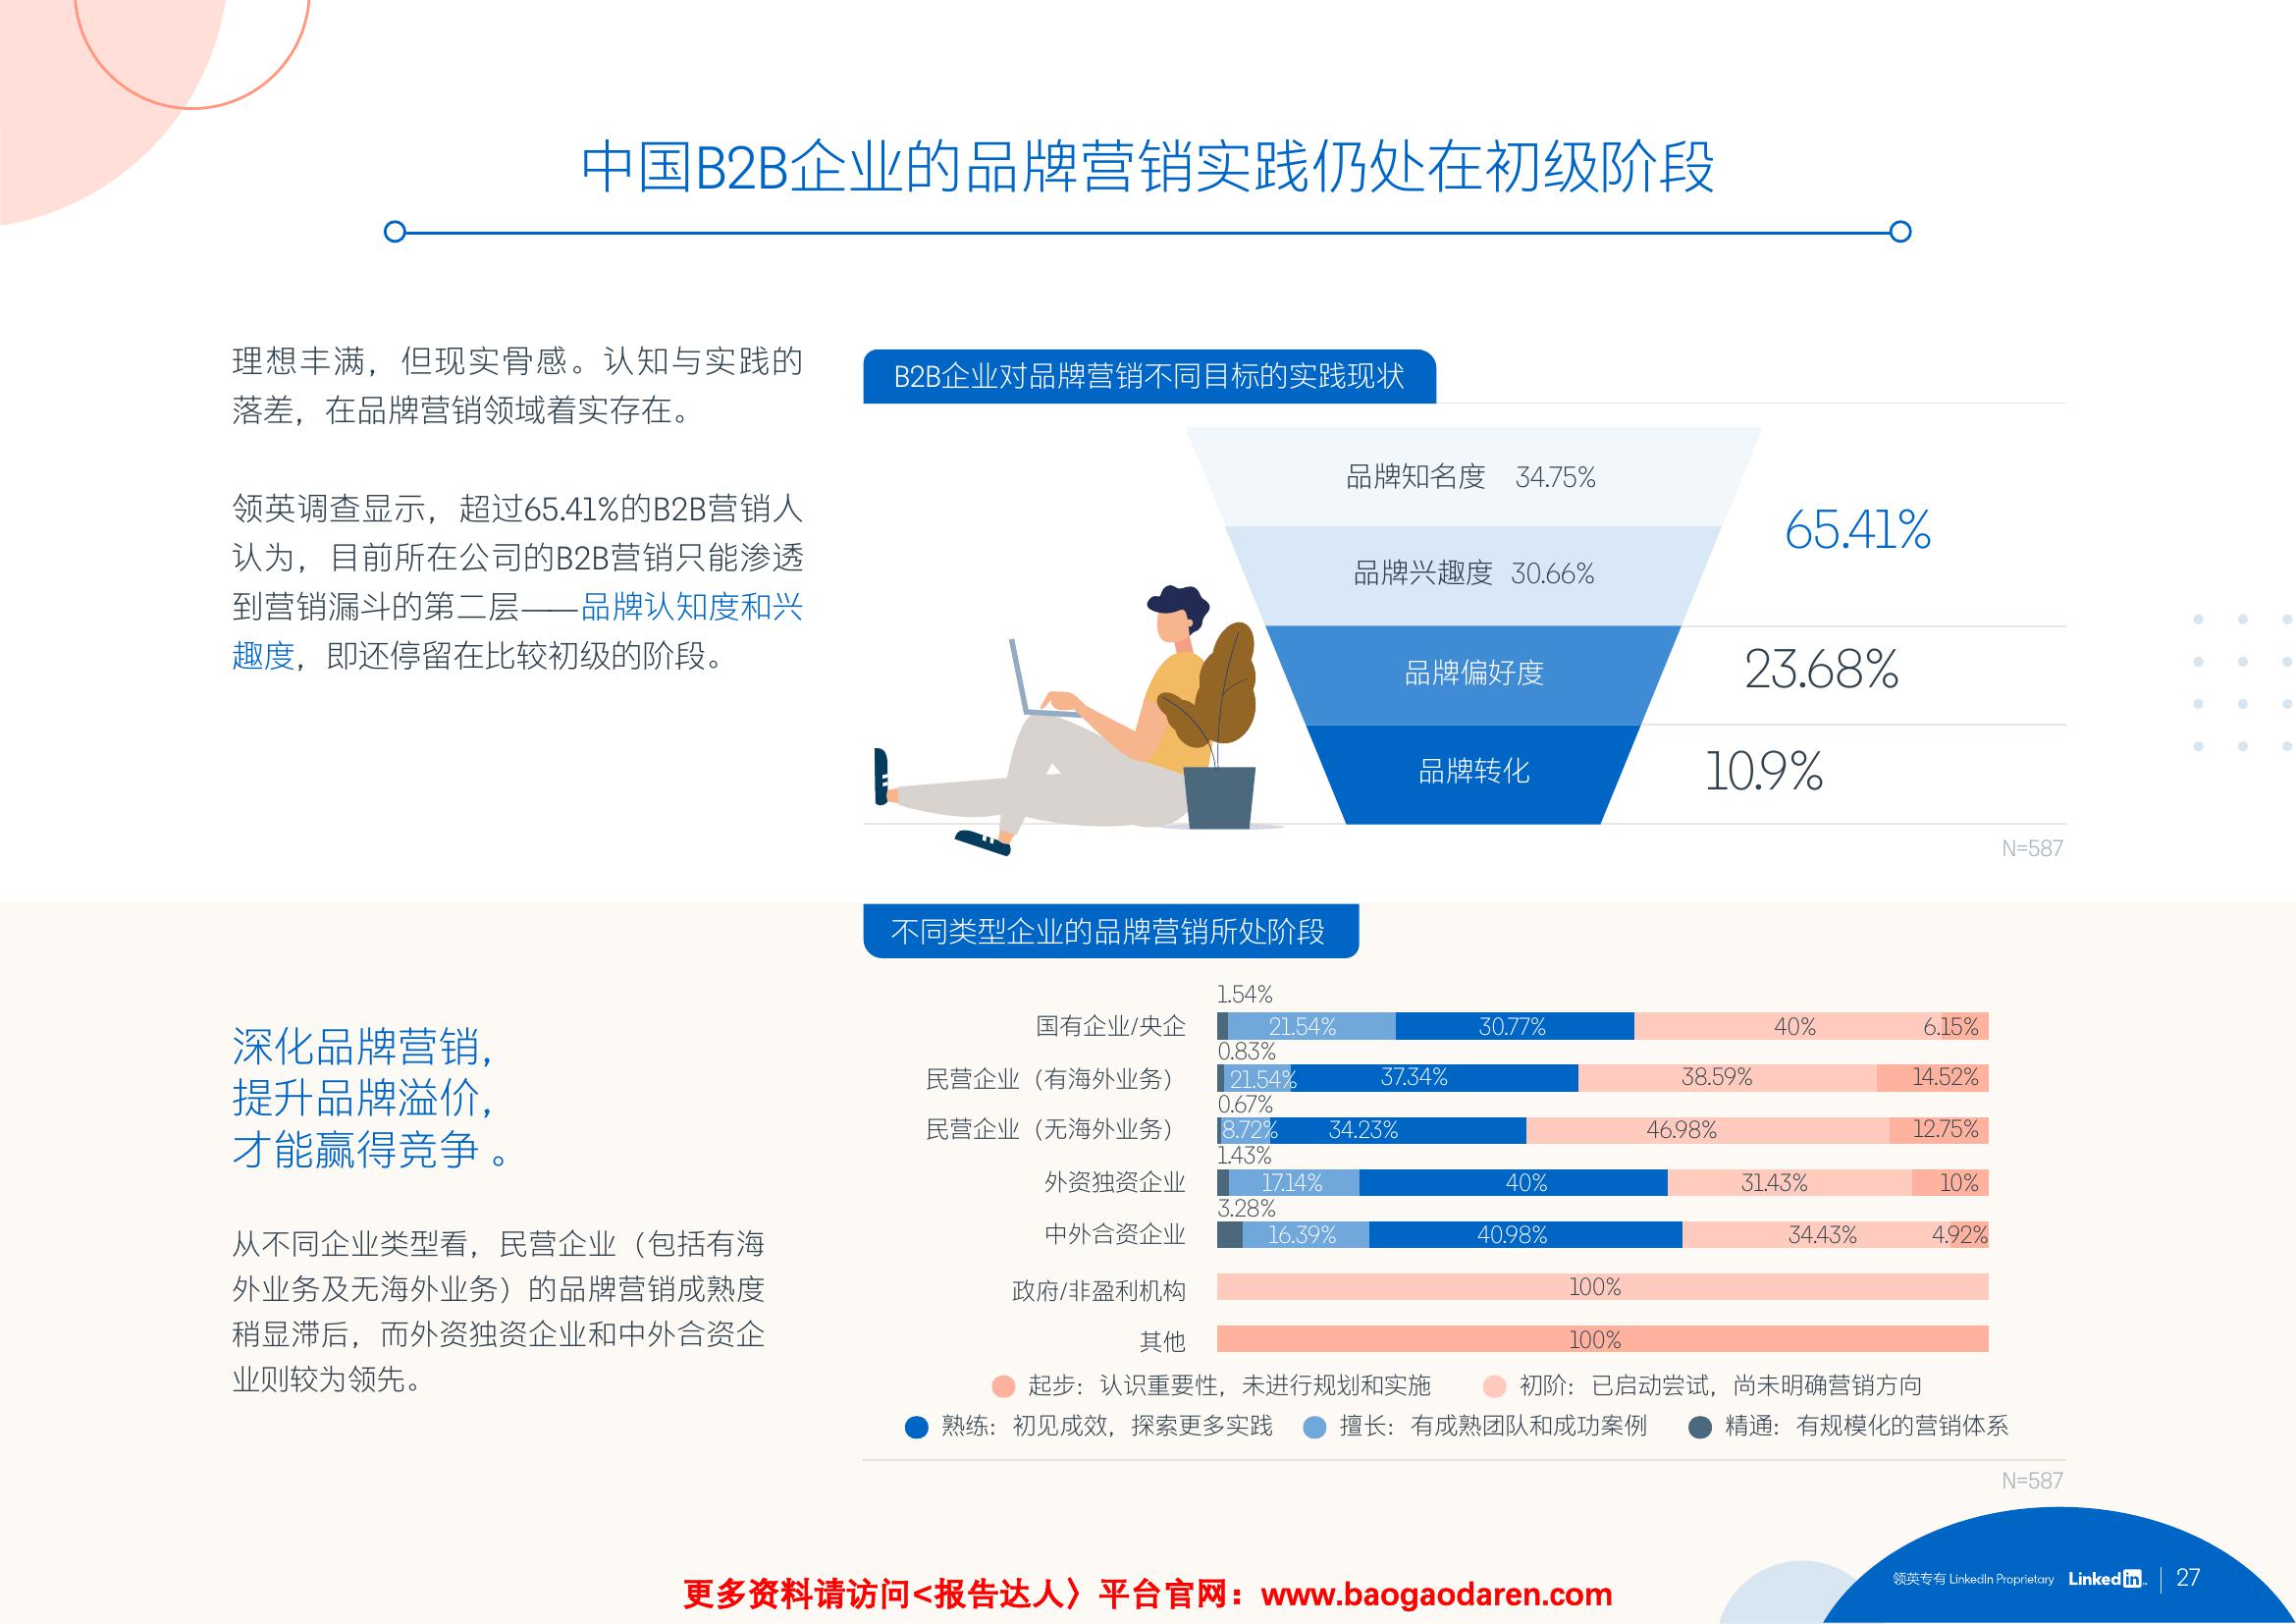 中国B2B企业的品牌营销实践仍处在初级阶段
理想丰满，但现实骨感。认知与实践的
落差，在品牌营销领域着实存在。
领英调查显示，超过65.41%的B2B营销人
认为，目前所在公司的B2B营销只能渗透
到营销漏斗的第二层——品牌认知度和兴
趣度，即还停留在比较初级的阶段。
B2B企业对品牌营销不同目标的实践现状
品牌知名度 34.75%
品牌兴趣度 30.66%
65.41%
品牌偏好度
23.68%
品牌转化
10.9%
N=587
深化品牌营销，
提升品牌溢价，
才能赢得竞争。
从不同企业类型看，民营企业（包括有海
外业务及无海外业务）的品牌营销成熟度
稍显滞后，而外资独资企业和中外合资企
业则较为领先。
不同类型企业的品牌营销所处阶段
1.54%
国有企业/央企 21.54% 30.77% 40% 6.15%
0.83%
民营企业（有海外业务） 21.54% 37.34% 38.59% 14.52%
0.67%
民营企业（无海外业务） 8.72% 34.23% 46.98% 12.75%
1.43%
外资独资企业 17.14% 40% 31.43% 10%
3.28%
中外合资企业 16.39% 40.98% 34.43% 4.92%
政府/非盈利机构 100%
其他 100%
起步：认识重要性，未进行规划和实施 初阶：已启动尝试，尚未明确营销方向
熟练：初见成效，探索更多实践 擅长：有成熟团队和成功案例 精通：有规模化的营销体系
N=587
领英专有 LinkedIn Proprietary LinkedIn 27
更多资料请访问<报告达人〉平台官网：www.baogaodaren.com